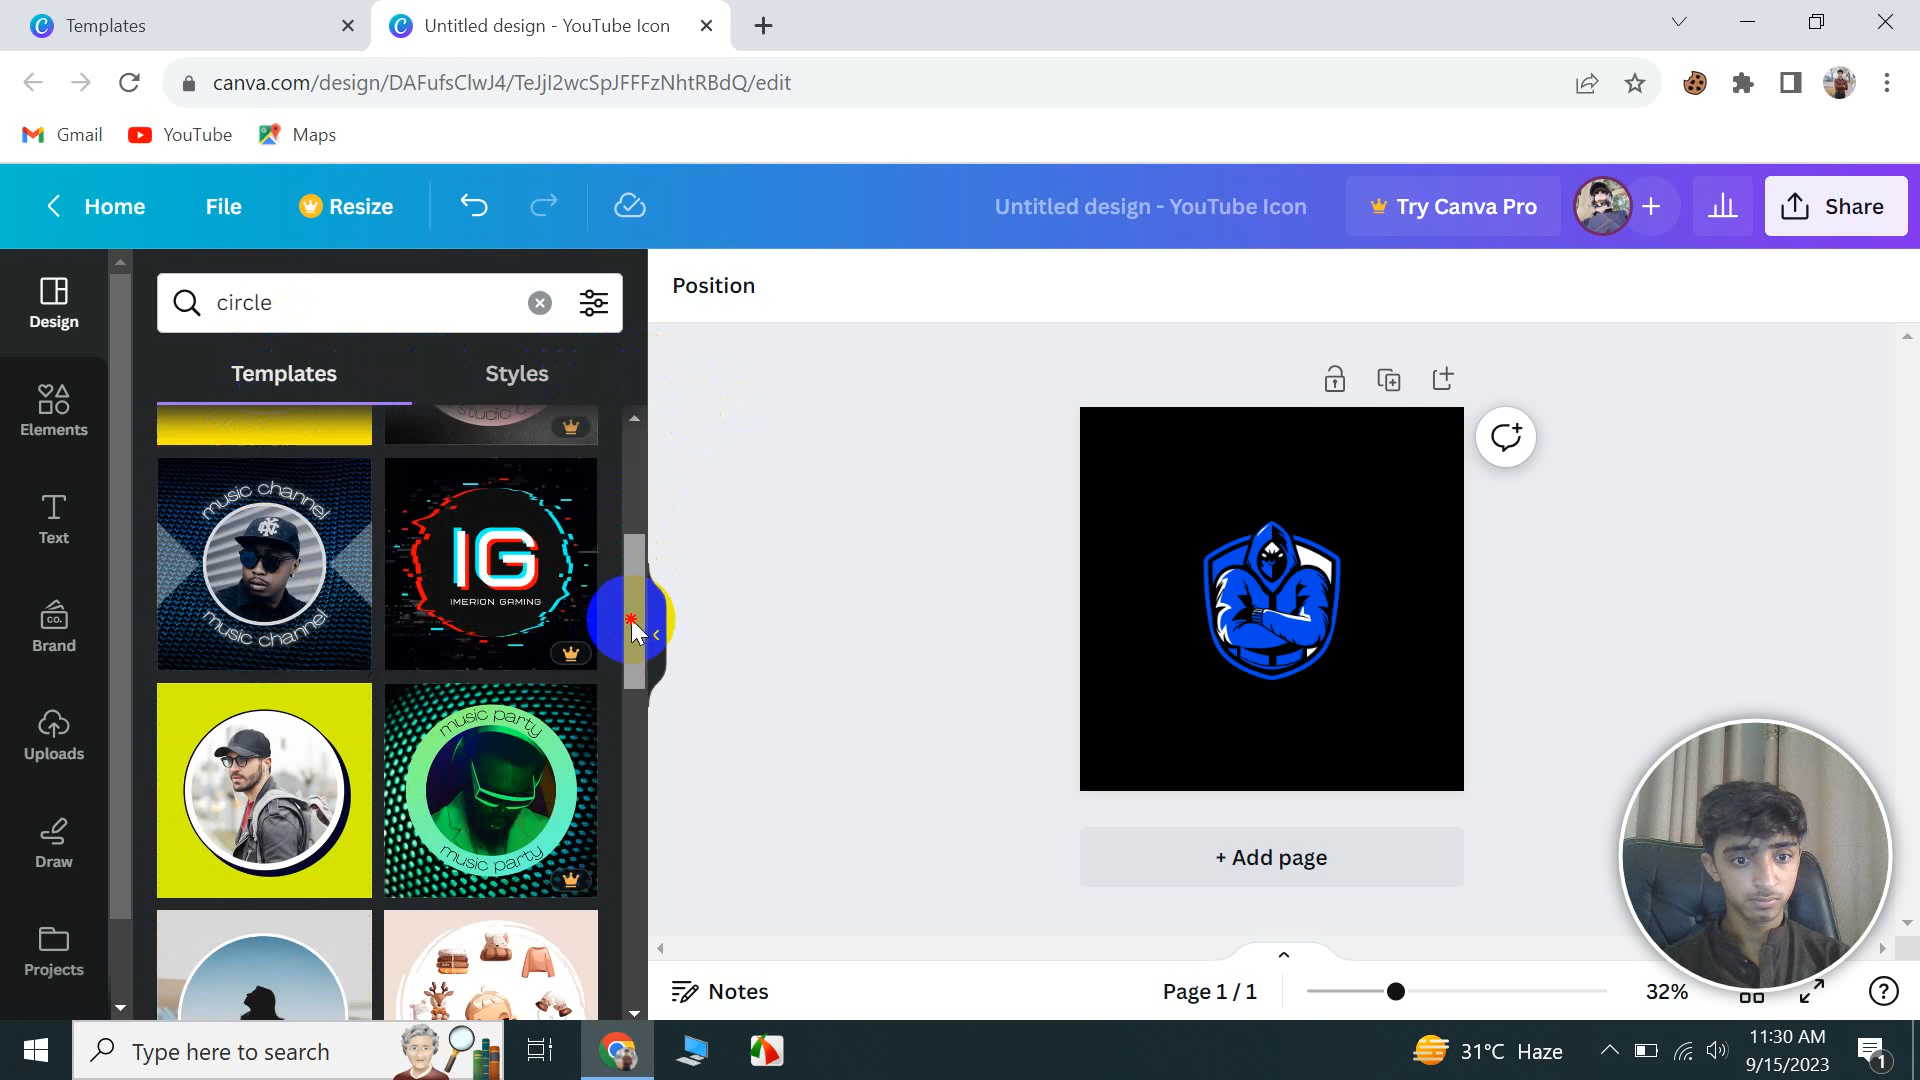 Templates
Untitled design - YouTube Icon
canva.com/design/DAFufsClwJ4/TeJjI2wcSpJFFFzNhtRBdQ/edit
Gmail
YouTube
Maps
Home
File
Resize
Untitled design - YouTube Icon
Try Canva Pro
Share
Design
Elements
Text
CO.
Brand
Uploads
Draw
Projects
circle
Templates
Styles
Position
music channel
music channel
IG
IMERION GAMING
music party
music party
+ Add page
Notes
Page 1 / 1
32%
Type here to search
31°C Haze
11:30 AM
9/15/2023
1